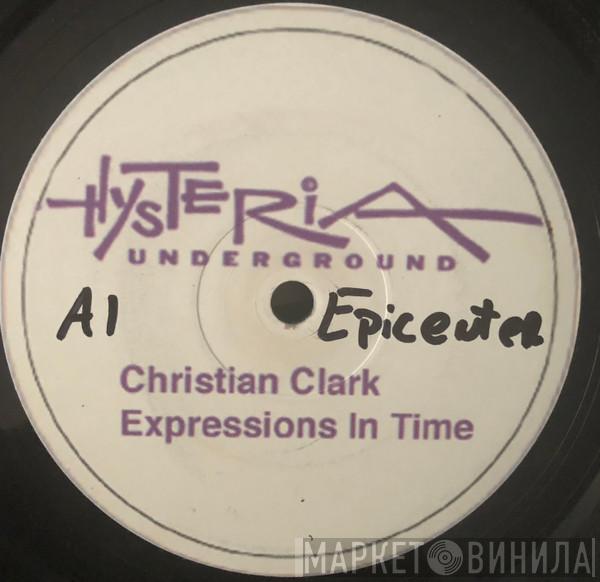 HYSTERIA
UNDERGROUND
A1 Epicenter
Christian Clark
Expressions In Time
МАРКЕТ ВИНИЛА